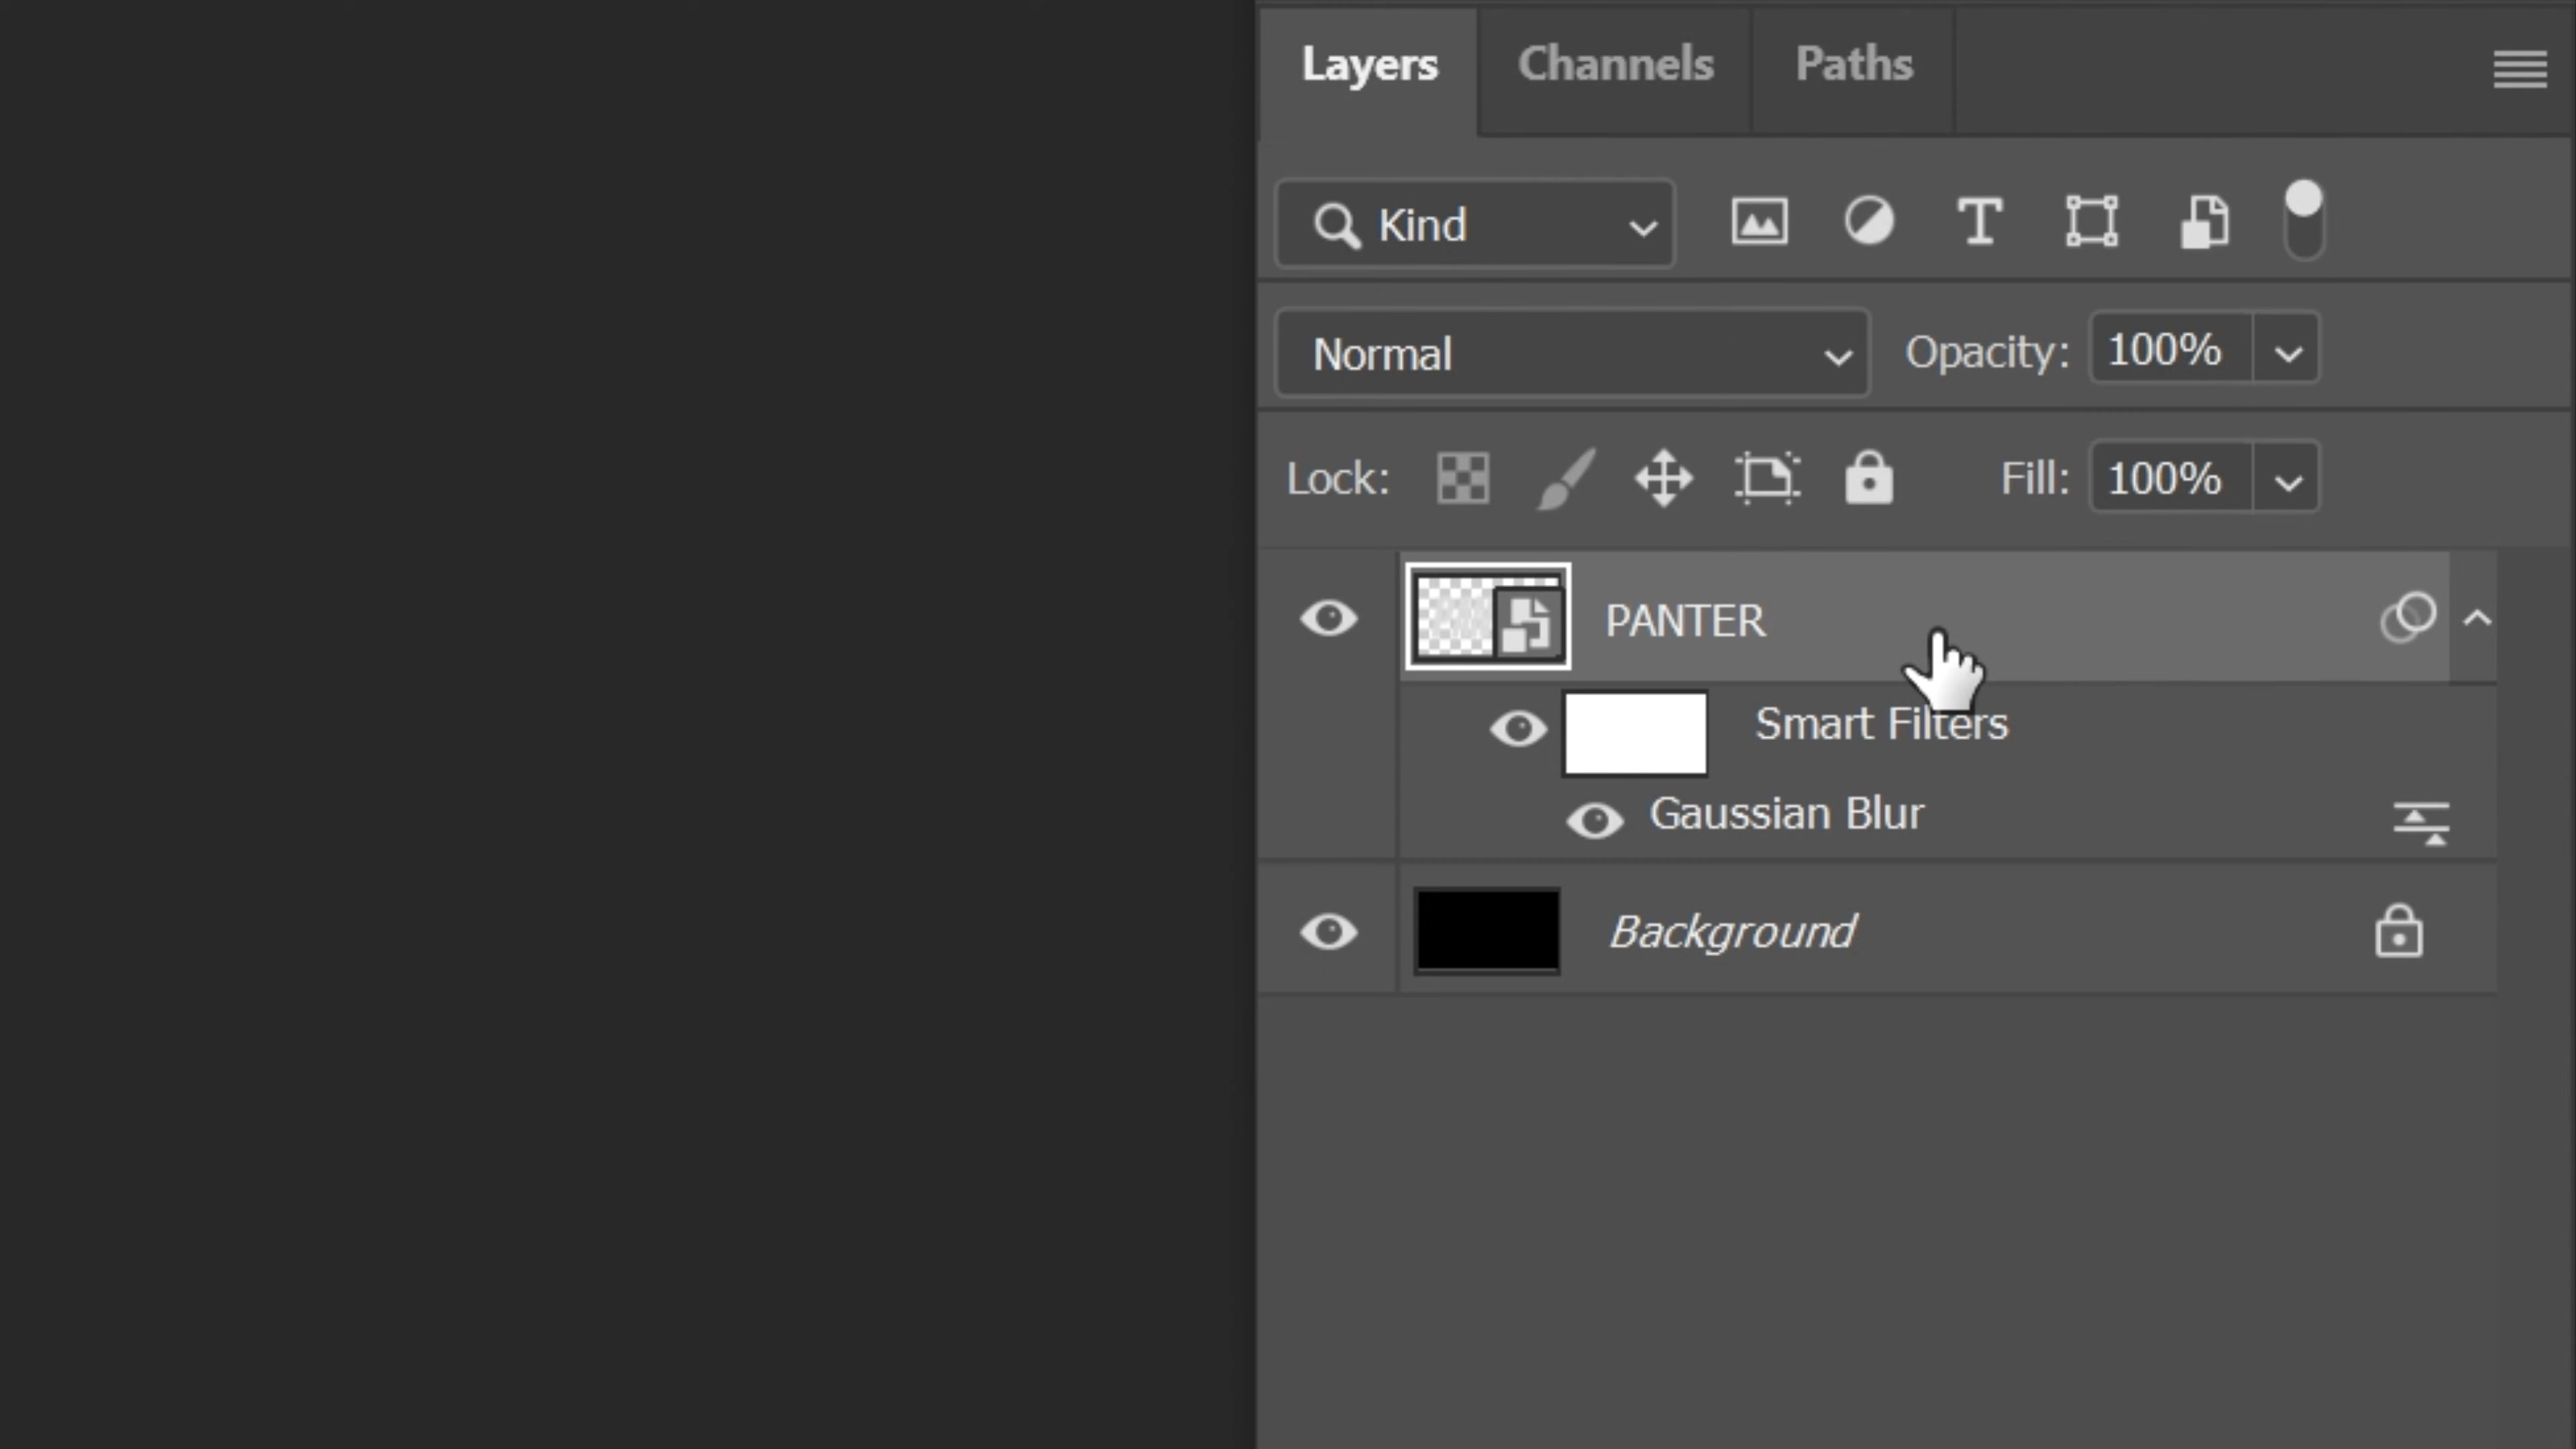 Layers Channels Paths
Kind
Normal Opacity: 100%
Lock: Fill: 100%
PANTER
Smart Filters
Gaussian Blur
Background